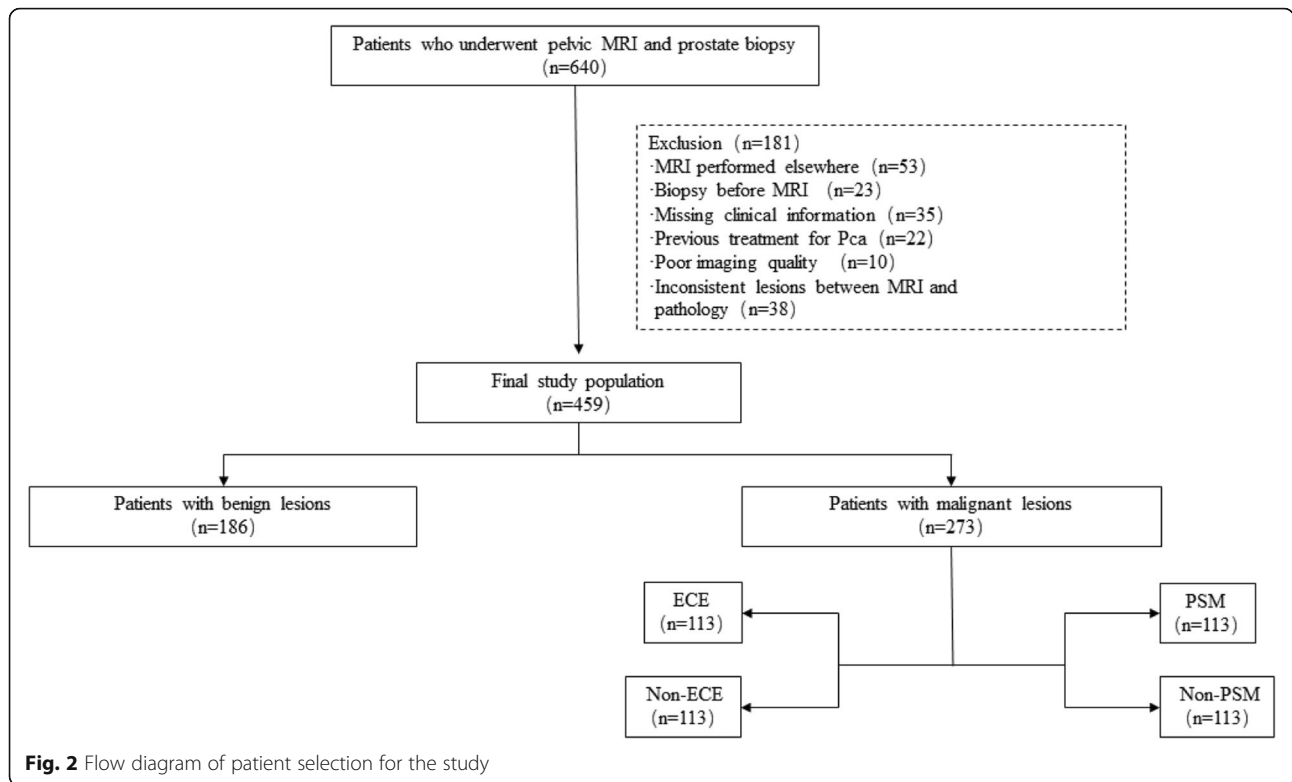 Patients who underwent pelvic MRI and prostate biopsy
(n=640)
Exclusion (n=181)
·MRI performed elsewhere (n=53)
·Biopsy before MRI (n=23)
·Missing clinical information (n=35)
·Previous treatment for Pca (n=22)
·Poor imaging quality (n=10)
·Inconsistent lesions between MRI and
pathology (n=38)
Final study population
(n=459)
Patients with benign lesions
(n=186)
Patients with malignant lesions
(n=273)
ECE
(n=113)
PSM
(n=113)
Non-ECE
(n=113)
Non-PSM
(n=113)
Fig. 2 Flow diagram of patient selection for the study